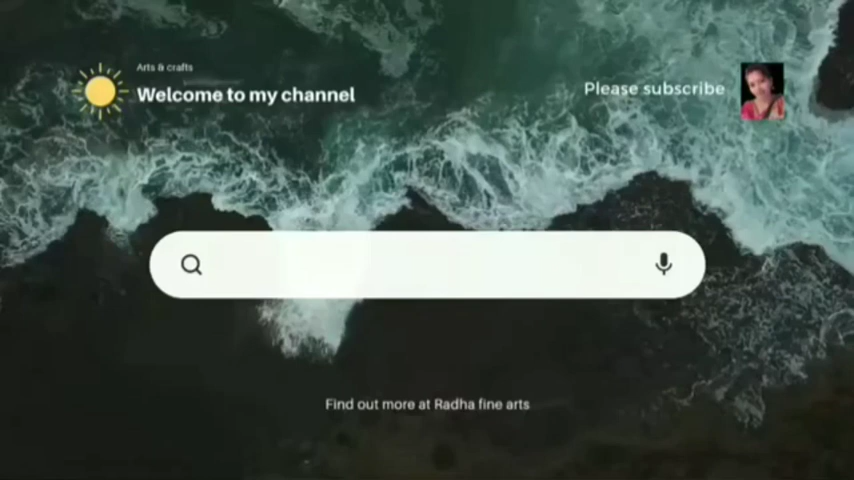 Arts & crafts
Welcome to my channel
Please subscribe
Find out more at Radha fine arts